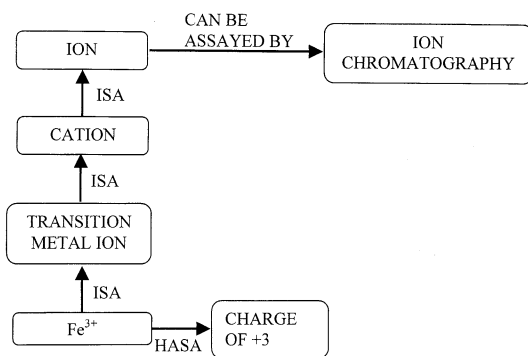 CAN BE
ASSAYED BY
ION
ION
CHROMATOGRAPHY
ISA
CATION
ISA
TRANSITION
METAL ION
ISA
Fe³⁺
HASA
CHARGE
OF +3